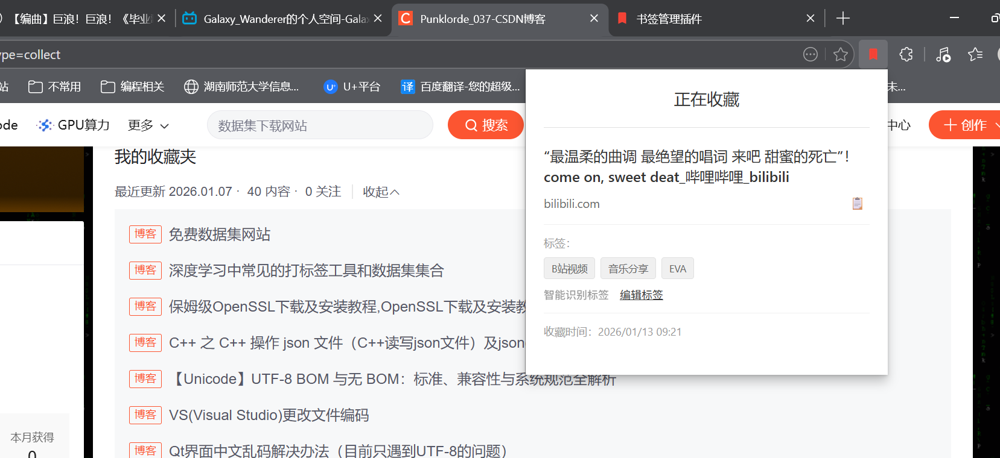 【编曲】巨浪！巨浪！《毕业
Galaxy_Wanderer的个人空间-Gala
Punklorde_037-CSDN博客
书签管理插件
ype=collect
站
不常用
编程相关
湖南师范大学信息...
U+平台
译 百度翻译-您的超级...
未...
ode
GPU算力
更多
数据集下载网站
搜索
中心
创作
我的收藏夹
最近更新 2026.01.07 · 40 内容 · 0 关注 收起
博客 免费数据集网站
博客 深度学习中常见的打标签工具和数据集集合
博客 保姆级OpenSSL下载及安装教程,OpenSSL下载及安装教
博客 C++ 之 C++ 操作 json 文件（C++读写json文件）及json
博客 【Unicode】UTF-8 BOM 与无 BOM：标准、兼容性与系统规范全解析
博客 VS(Visual Studio)更改文件编码
博客 Qt界面中文乱码解决办法（目前只遇到UTF-8的问题）
本月获得
0
正在收藏
“最温柔的曲调 最绝望的唱词 来吧 甜蜜的死亡”！
come on, sweet deat_哔哩哔哩_bilibili
bilibili.com
标签：
B站视频 音乐分享 EVA
智能识别标签 编辑标签
收藏时间：2026/01/13 09:21